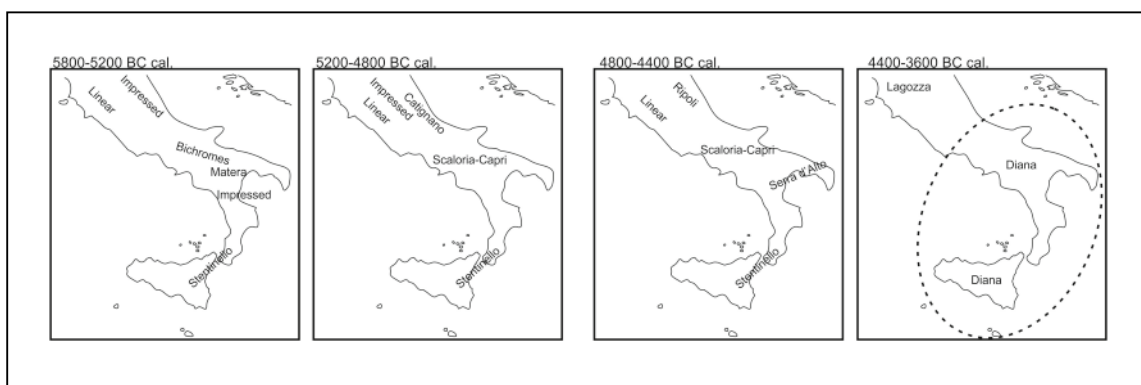 5800-5200 BC cal.
Impressed
Linear
Bichromes
Matera
Impressed
Stentinello
5200-4800 BC cal.
Impressed
Catignano
Linear
Scaloria-Capri
Stentinello
4800-4400 BC cal.
Ripoli
Linear
Scaloria-Capri
Serra d'Alto
Stentinello
4400-3600 BC cal.
Lagozza
Diana
Diana